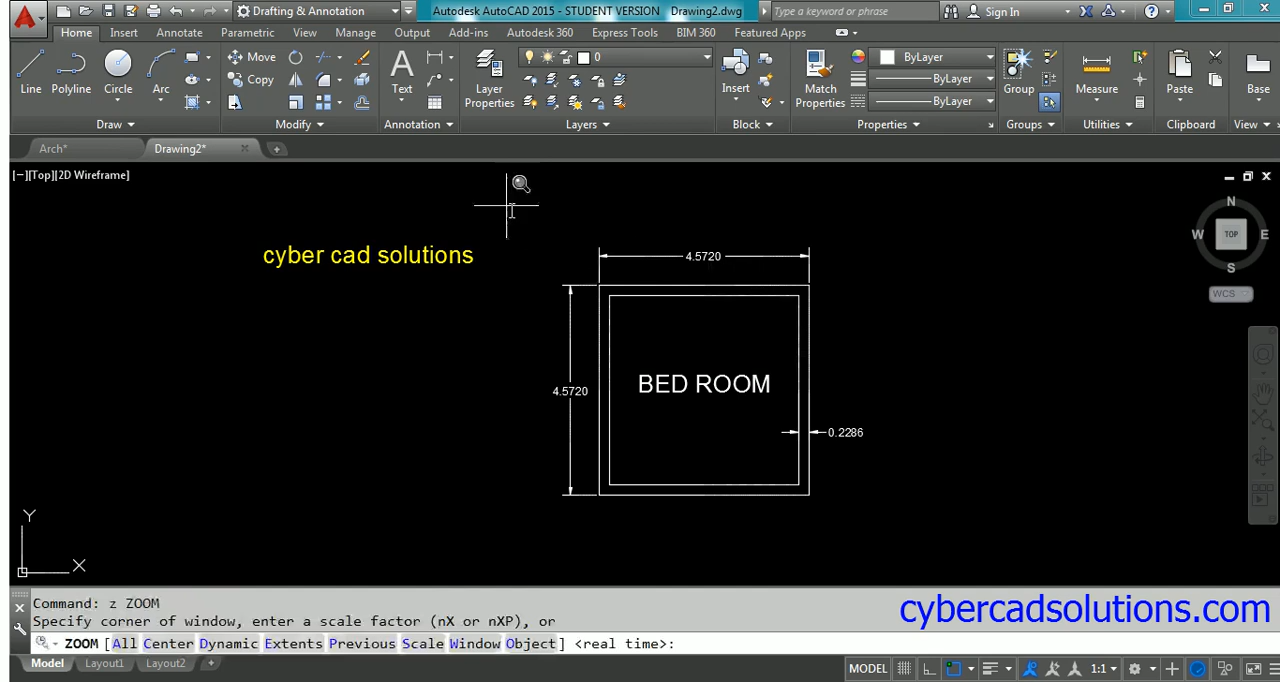 Drafting & Annotation
Autodesk AutoCAD 2015 - STUDENT VERSION Drawing2.dwg
Type a keyword or phrase
Sign In
Home Insert Annotate Parametric View Manage Output Add-ins Autodesk 360 Express Tools BIM 360 Featured Apps
Line Polyline Circle Arc
Move
Copy
Text
Layer Properties
0
Insert
Match Properties
ByLayer
ByLayer
ByLayer
Group
Measure
Paste
Base
Draw Modify Annotation Layers Block Properties Groups Utilities Clipboard View
Arch* Drawing2*
[−][Top][2D Wireframe]
N
W TOP E
S
WCS
cyber cad solutions
4.5720
4.5720
BED ROOM
0.2286
Y
X
Command: z ZOOM
Specify corner of window, enter a scale factor (nX or nXP), or
ZOOM [All Center Dynamic Extents Previous Scale Window Object] <real time>:
cybercadsolutions.com
Model Layout1 Layout2 +
MODEL 1:1